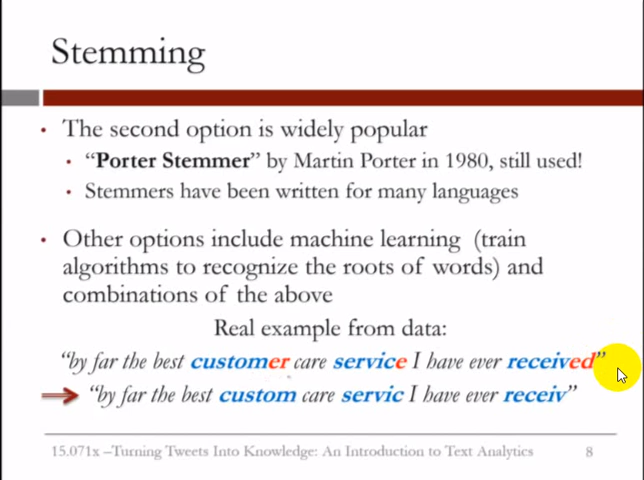 Stemming
• The second option is widely popular
• “Porter Stemmer” by Martin Porter in 1980, still used!
• Stemmers have been written for many languages
• Other options include machine learning (train
algorithms to recognize the roots of words) and
combinations of the above
Real example from data:
“by far the best customer care service I have ever received”
“by far the best custom care servic I have ever receiv”
15.071x –Turning Tweets Into Knowledge: An Introduction to Text Analytics 8